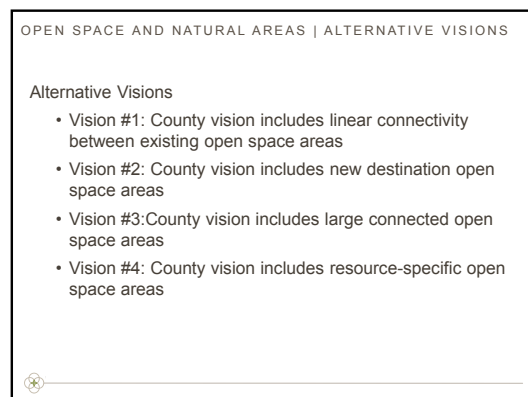 OPEN SPACE AND NATURAL AREAS | ALTERNATIVE VISIONS
Alternative Visions
• Vision #1: County vision includes linear connectivity
between existing open space areas
• Vision #2: County vision includes new destination open
space areas
• Vision #3:County vision includes large connected open
space areas
• Vision #4: County vision includes resource-specific open
space areas